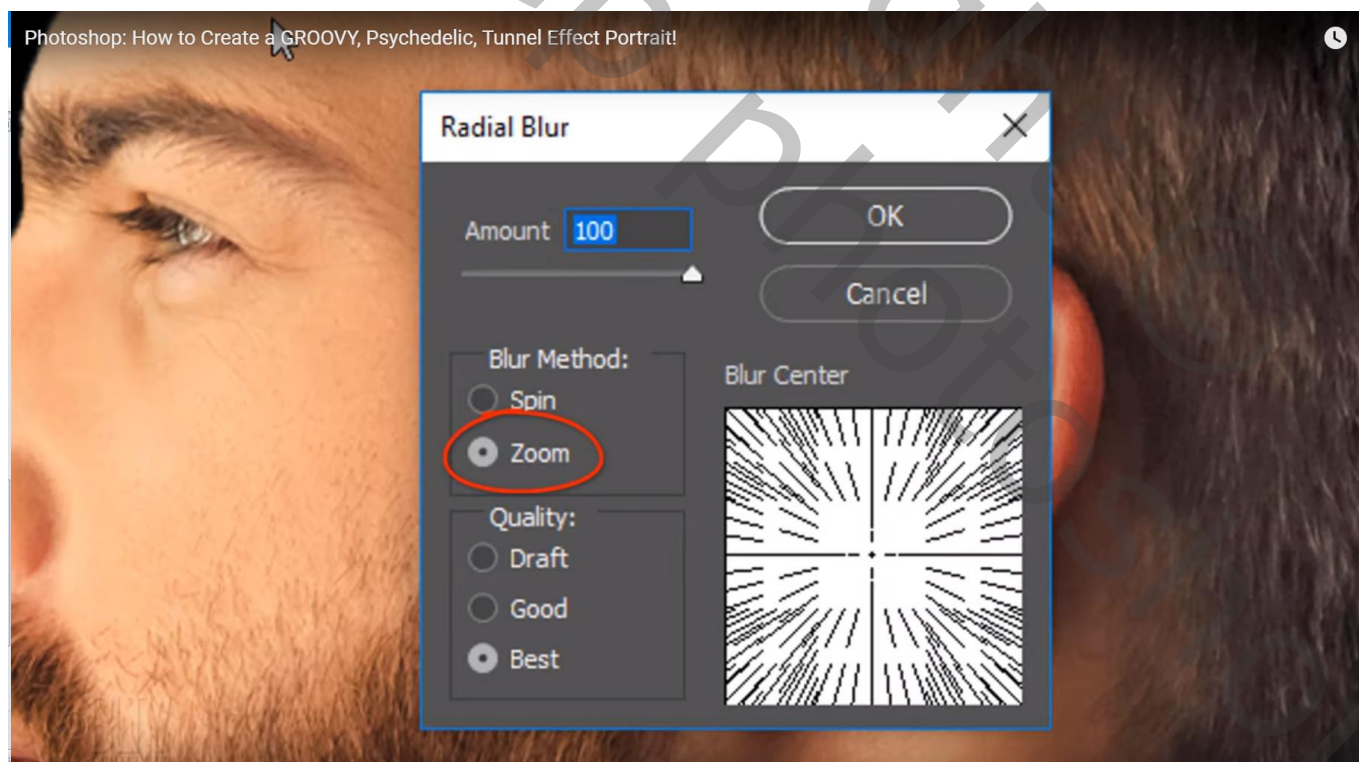 Photoshop: How to Create a GROOVY, Psychedelic, Tunnel Effect Portrait!
Radial Blur
Amount 100
OK
Cancel
Blur Method:
Spin
Zoom
Blur Center
Quality:
Draft
Good
Best